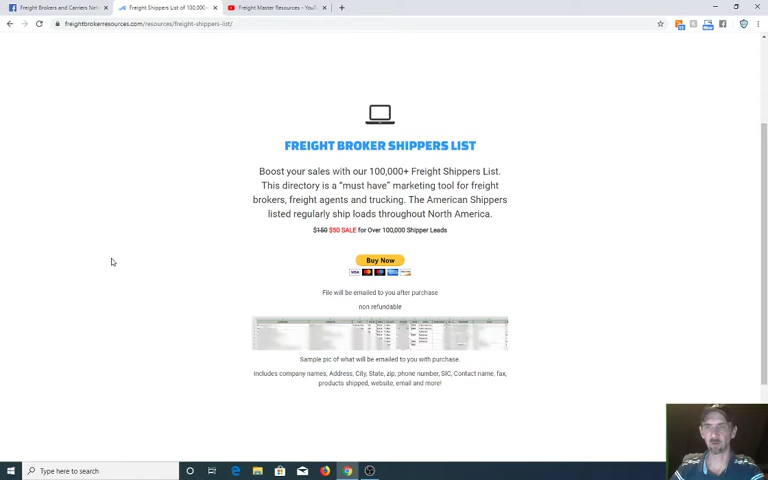 Freight Brokers and Carriers Netw
Freight Shippers List of 100,000+
Freight Master Resources - YouT
freightbrokerresources.com/resources/freight-shippers-list/
FREIGHT BROKER SHIPPERS LIST
Boost your sales with our 100,000+ Freight Shippers List.
This directory is a “must have” marketing tool for freight
brokers, freight agents and trucking. The American Shippers
listed regularly ship loads throughout North America.
$150 $50 SALE for Over 100,000 Shipper Leads
Buy Now
VISA
File will be emailed to you after purchase
non refundable
Sample pic of what will be emailed to you with purchase.
Includes company names, Address, City, State, zip, phone number, SIC, Contact name, fax,
products shipped, website, email and more!
Type here to search